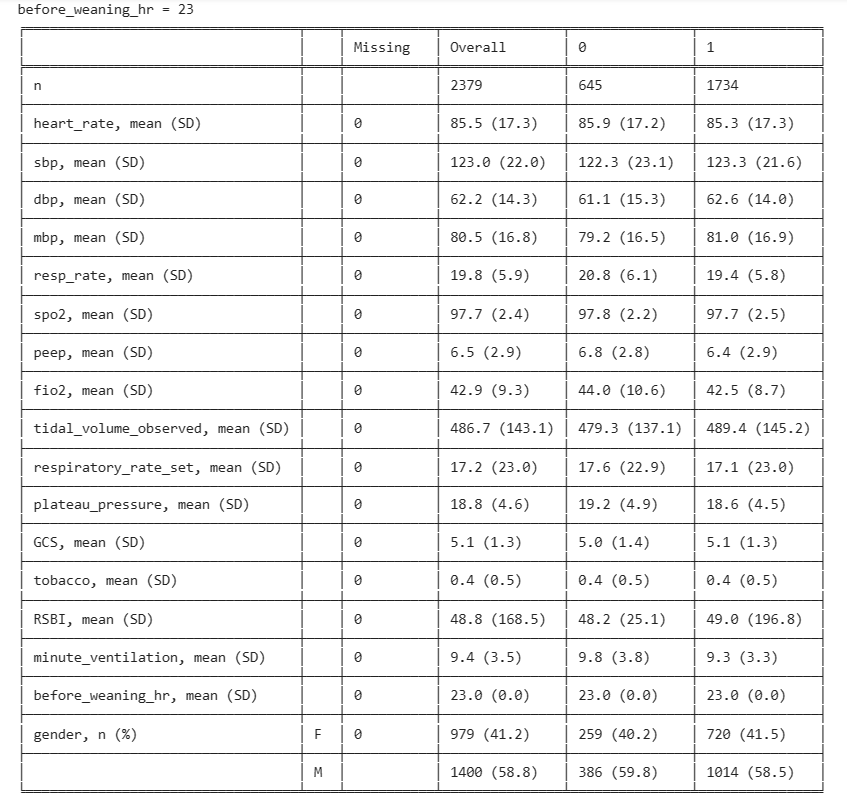 before_weaning_hr = 23
Missing Overall 0 1
n 2379 645 1734
heart_rate, mean (SD) 0 85.5 (17.3) 85.9 (17.2) 85.3 (17.3)
sbp, mean (SD) 0 123.0 (22.0) 122.3 (23.1) 123.3 (21.6)
dbp, mean (SD) 0 62.2 (14.3) 61.1 (15.3) 62.6 (14.0)
mbp, mean (SD) 0 80.5 (16.8) 79.2 (16.5) 81.0 (16.9)
resp_rate, mean (SD) 0 19.8 (5.9) 20.8 (6.1) 19.4 (5.8)
spo2, mean (SD) 0 97.7 (2.4) 97.8 (2.2) 97.7 (2.5)
peep, mean (SD) 0 6.5 (2.9) 6.8 (2.8) 6.4 (2.9)
fio2, mean (SD) 0 42.9 (9.3) 44.0 (10.6) 42.5 (8.7)
tidal_volume_observed, mean (SD) 0 486.7 (143.1) 479.3 (137.1) 489.4 (145.2)
respiratory_rate_set, mean (SD) 0 17.2 (23.0) 17.6 (22.9) 17.1 (23.0)
plateau_pressure, mean (SD) 0 18.8 (4.6) 19.2 (4.9) 18.6 (4.5)
GCS, mean (SD) 0 5.1 (1.3) 5.0 (1.4) 5.1 (1.3)
tobacco, mean (SD) 0 0.4 (0.5) 0.4 (0.5) 0.4 (0.5)
RSBI, mean (SD) 0 48.8 (168.5) 48.2 (25.1) 49.0 (196.8)
minute_ventilation, mean (SD) 0 9.4 (3.5) 9.8 (3.8) 9.3 (3.3)
before_weaning_hr, mean (SD) 0 23.0 (0.0) 23.0 (0.0) 23.0 (0.0)
gender, n (%) F 0 979 (41.2) 259 (40.2) 720 (41.5)
M 1400 (58.8) 386 (59.8) 1014 (58.5)